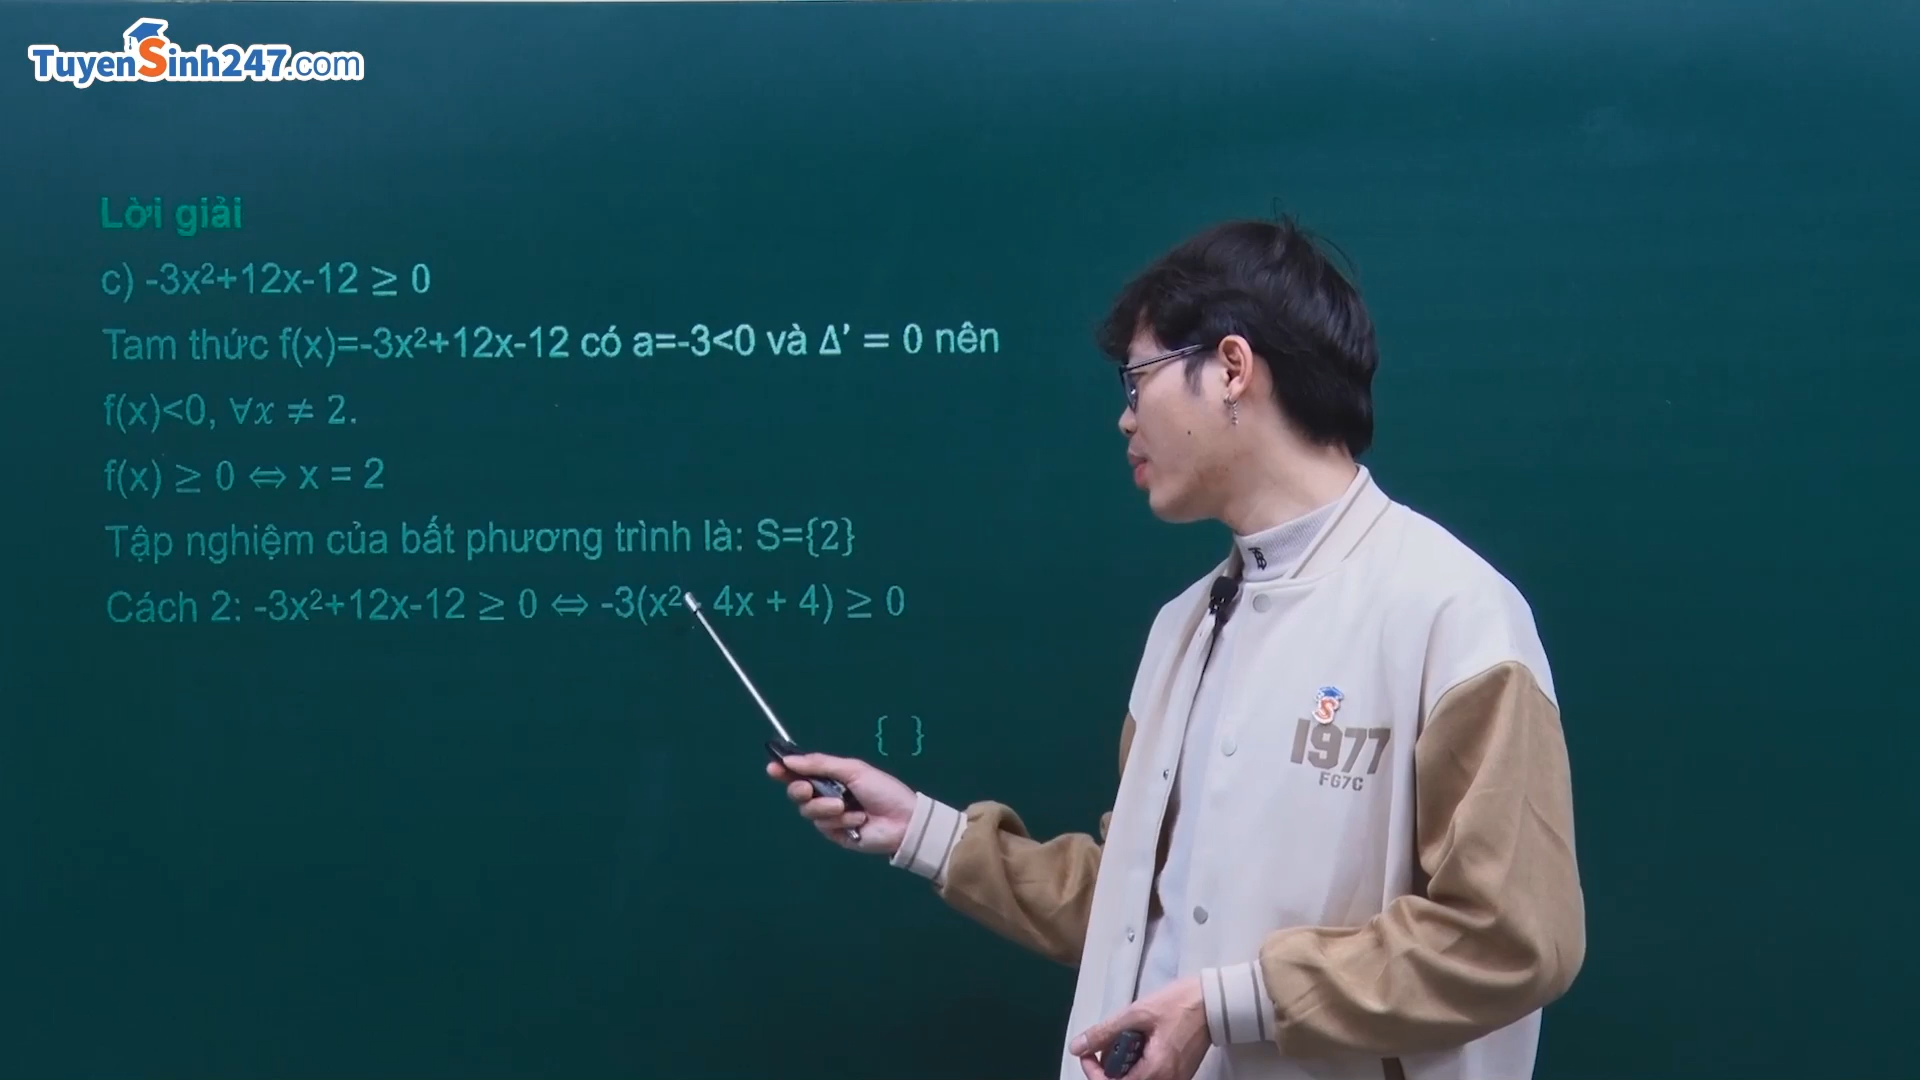 TuyenSinh247.com
Lời giải
c) -3x²+12x-12 ≥ 0
Tam thức f(x)=-3x²+12x-12 có a=-3<0 và Δ’ = 0 nên
f(x)<0, ∀x ≠ 2.
f(x) ≥ 0 ⇔ x = 2
Tập nghiệm của bất phương trình là: S={2}
Cách 2: -3x²+12x-12 ≥ 0 ⇔ -3(x²- 4x + 4) ≥ 0
{ }
S
1977
FG7C